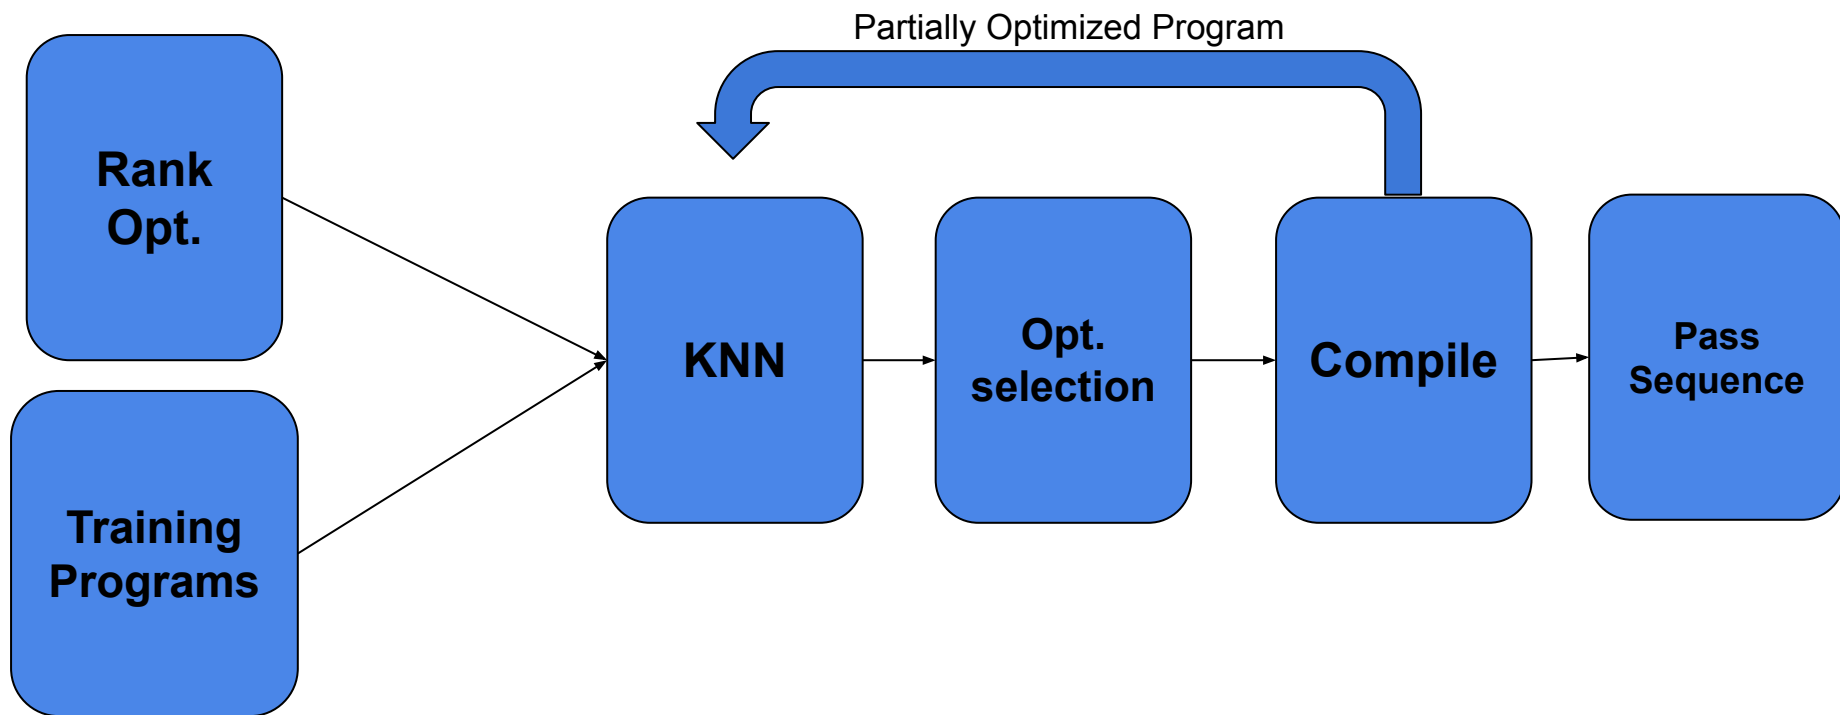 Partially Optimized Program
Rank
Opt.
Training
Programs
KNN
Opt.
selection
Compile
Pass
Sequence